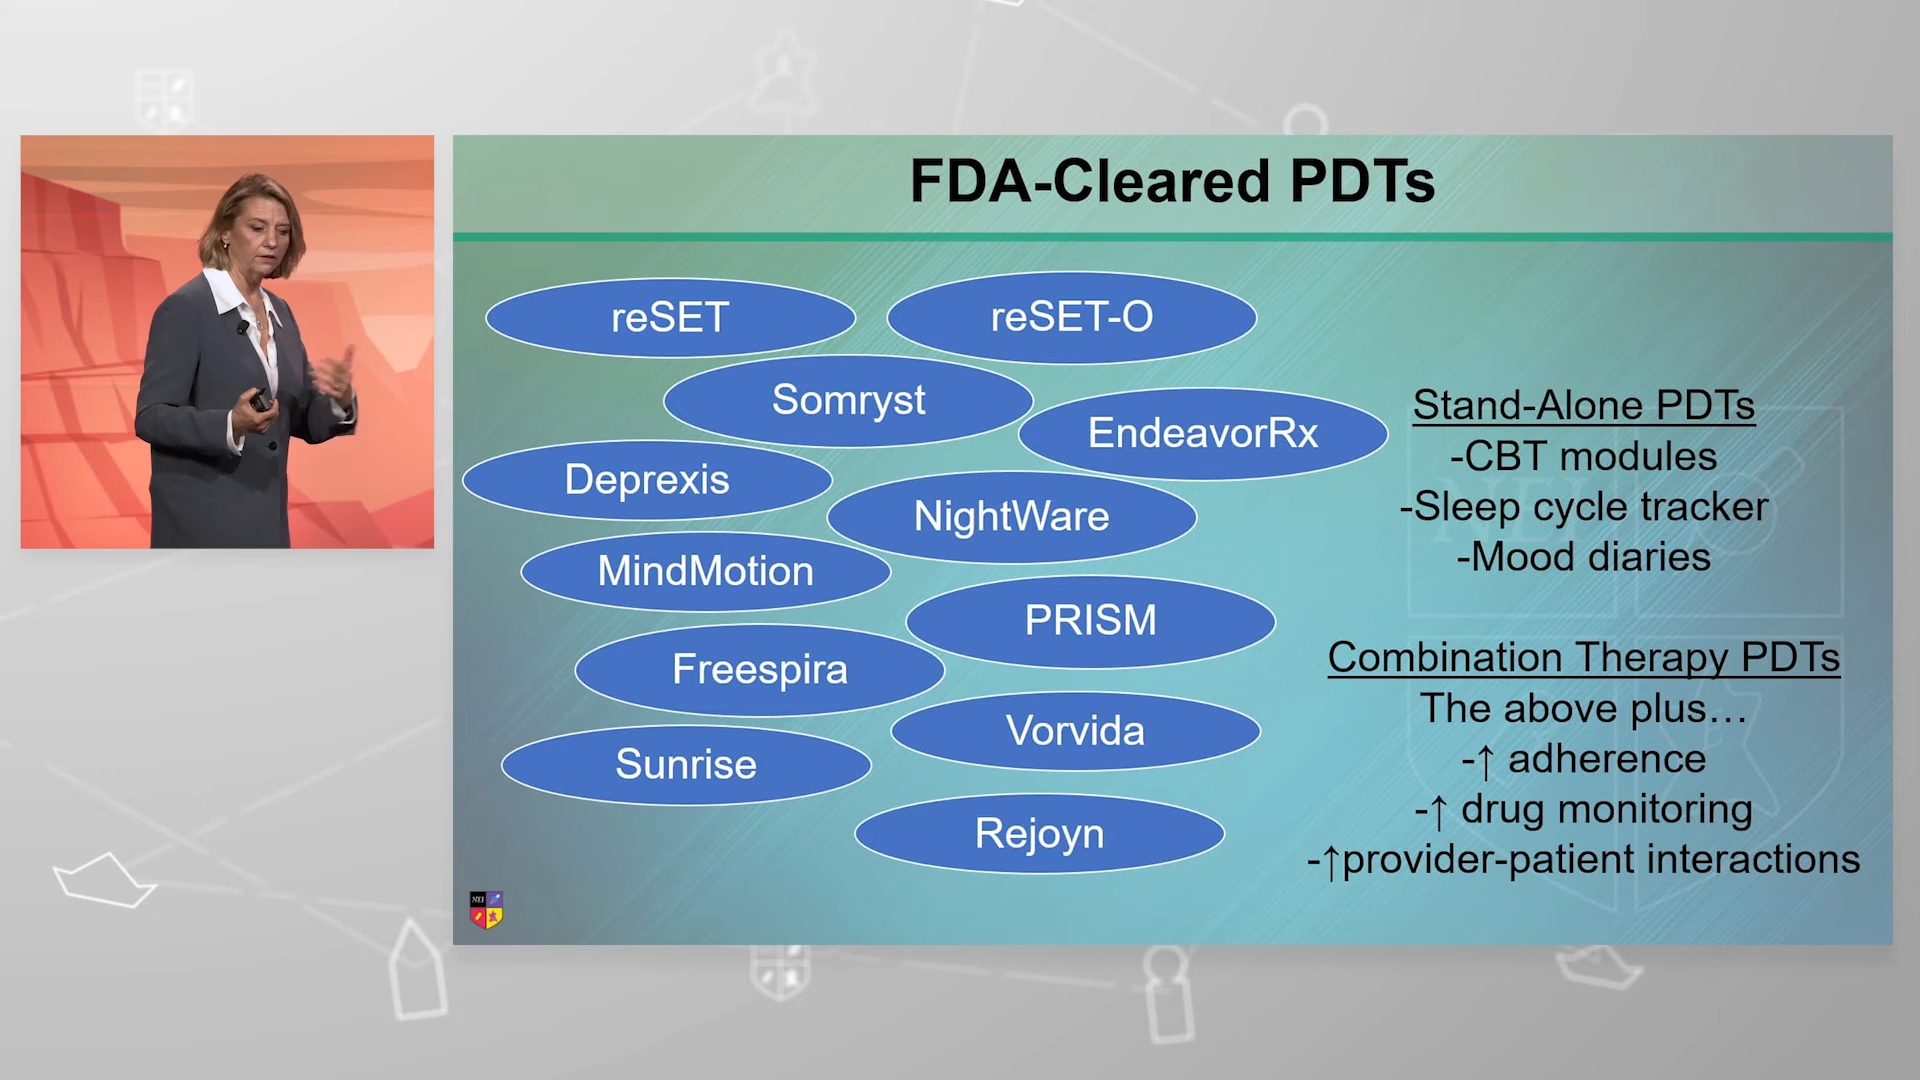 FDA-Cleared PDTs
reSET
reSET-O
Somryst
EndeavorRx
Deprexis
NightWare
MindMotion
PRISM
Freespira
Vorvida
Sunrise
Rejoyn
Stand-Alone PDTs
-CBT modules
-Sleep cycle tracker
-Mood diaries
Combination Therapy PDTs
The above plus…
-↑ adherence
-↑ drug monitoring
-↑provider-patient interactions
NEI